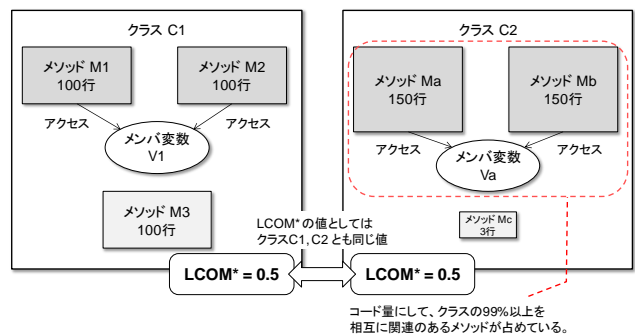 クラス C1
メソッド M1
100行
メソッド M2
100行
アクセス
アクセス
メンバ変数
V1
メソッド M3
100行
LCOM* = 0.5
LCOM* の値としては
クラスC1, C2 とも同じ値
クラス C2
メソッド Ma
150行
メソッド Mb
150行
アクセス
アクセス
メンバ変数
Va
メソッド Mc
3行
LCOM* = 0.5
コード量にして、クラスの99%以上を
相互に関連のあるメソッドが占めている。